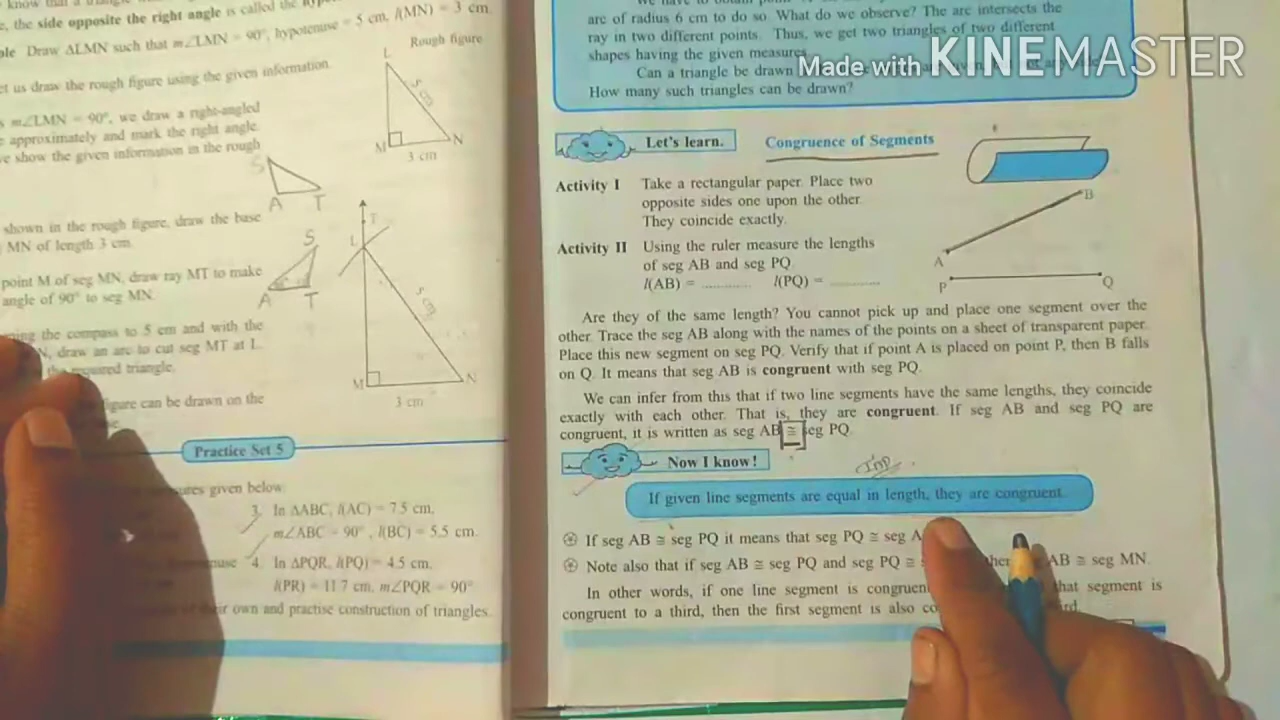 know that a
, the side opposite the right angle is called the
Draw ΔLMN such that m∠LMN = 90°, hypotenuse = 5 cm, l(MN) = 3 cm.
Rough figure
us draw the rough figure using the given information.
m∠LMN = 90°, we draw a right-angled
approximately and mark the right angle.
show the given information in the rough
L
5 cm
M
N
3 cm
S
A T
shown in the rough figure, draw the base
MN of length 3 cm.
point M of seg MN, draw ray MT to make
angle of 90° to seg MN.
S
A T
the compass to 5 cm and with the
N, draw an arc to cut seg MT at L.
required triangle.
figure can be drawn on the
T
L
5 cm
M
N
3 cm
Practice Set 5
given below.
3. In ΔABC, l(AC) = 7.5 cm,
m∠ABC = 90°, l(BC) = 5.5 cm.
4. In ΔPQR, l(PQ) = 4.5 cm,
l(PR) = 11.7 cm, m∠PQR = 90°
their own and practise construction of triangles.
arc of radius 6 cm to do so. What do we observe? The arc intersects the
ray in two different points. Thus, we get two triangles of two different
shapes having the given measures.
Can a triangle be drawn
How many such triangles can be drawn?
Made with KINEMASTER
Let's learn.
Congruence of Segments
Activity I Take a rectangular paper. Place two
opposite sides one upon the other.
They coincide exactly.
Activity II Using the ruler measure the lengths
of seg AB and seg PQ.
l(AB) = ............ l(PQ) = ............
A
B
P
Q
Are they of the same length? You cannot pick up and place one segment over the
other. Trace the seg AB along with the names of the points on a sheet of transparent paper.
Place this new segment on seg PQ. Verify that if point A is placed on point P, then B falls
on Q. It means that seg AB is congruent with seg PQ.
We can infer from this that if two line segments have the same lengths, they coincide
exactly with each other. That is, they are congruent. If seg AB and seg PQ are
congruent, it is written as seg AB ≅ seg PQ.
Now I know!
Imp
If given line segments are equal in length, they are congruent.
If seg AB ≅ seg PQ it means that seg PQ ≅ seg A
Note also that if seg AB ≅ seg PQ and seg PQ ≅ AB ≅ seg MN.
In other words, if one line segment is congruen that segment is
congruent to a third, then the first segment is also co